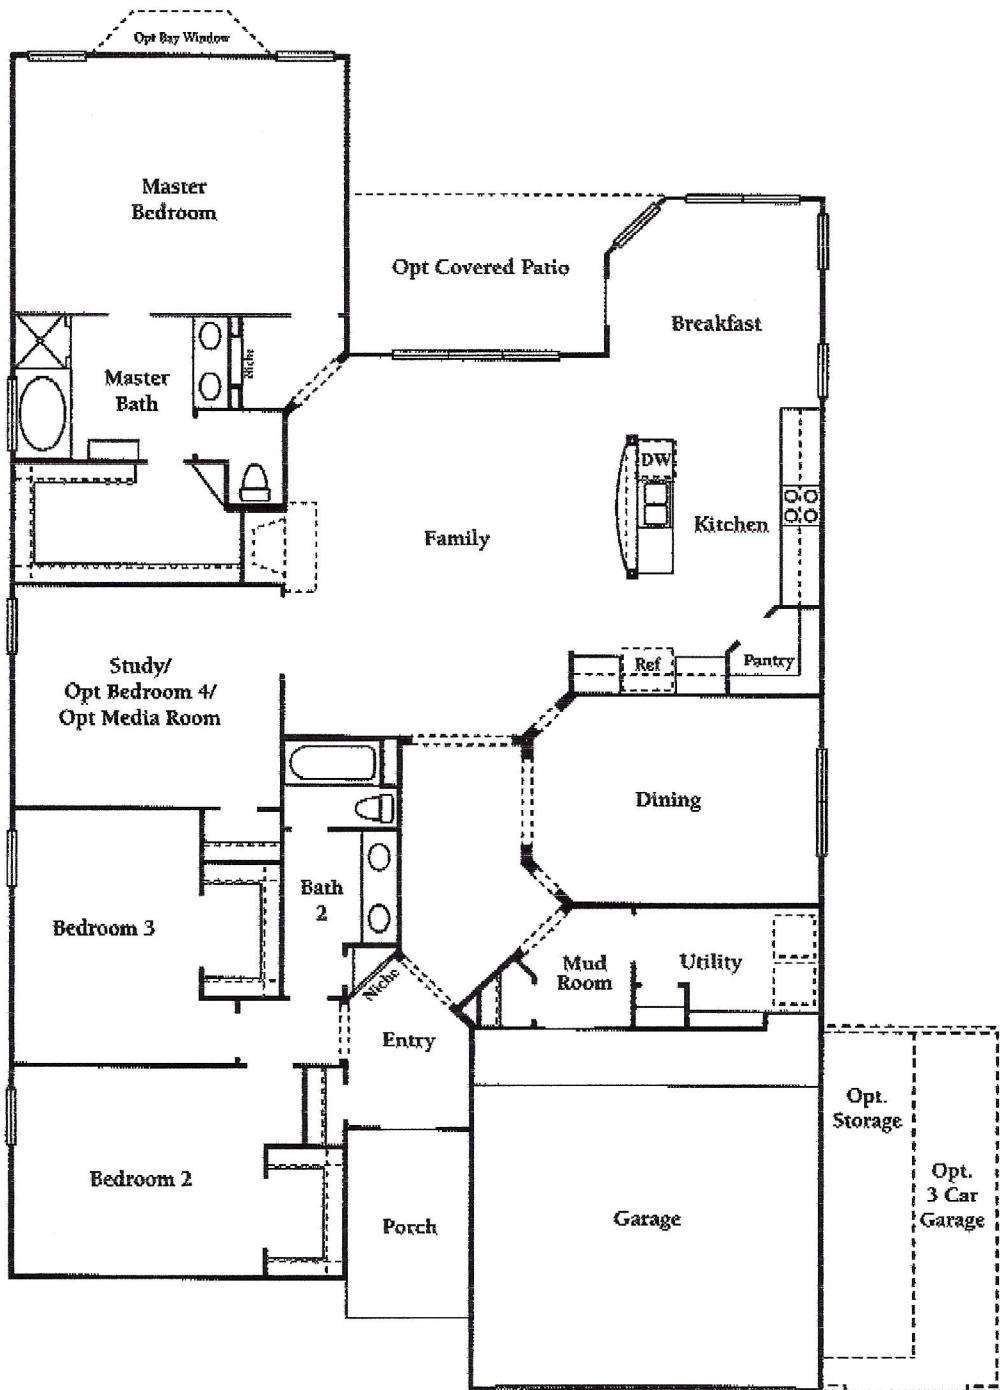 Opt Bay Window
Master
Bedroom
Opt Covered Patio
Breakfast
Niche
Master
Bath
DW
Kitchen
Family
Study/
Opt Bedroom 4/
Opt Media Room
Ref
Pantry
Dining
Bath
2
Bedroom 3
Mud
Room
Utility
Niche
Entry
Opt.
Storage
Bedroom 2
Opt.
3 Car
Garage
Porch
Garage